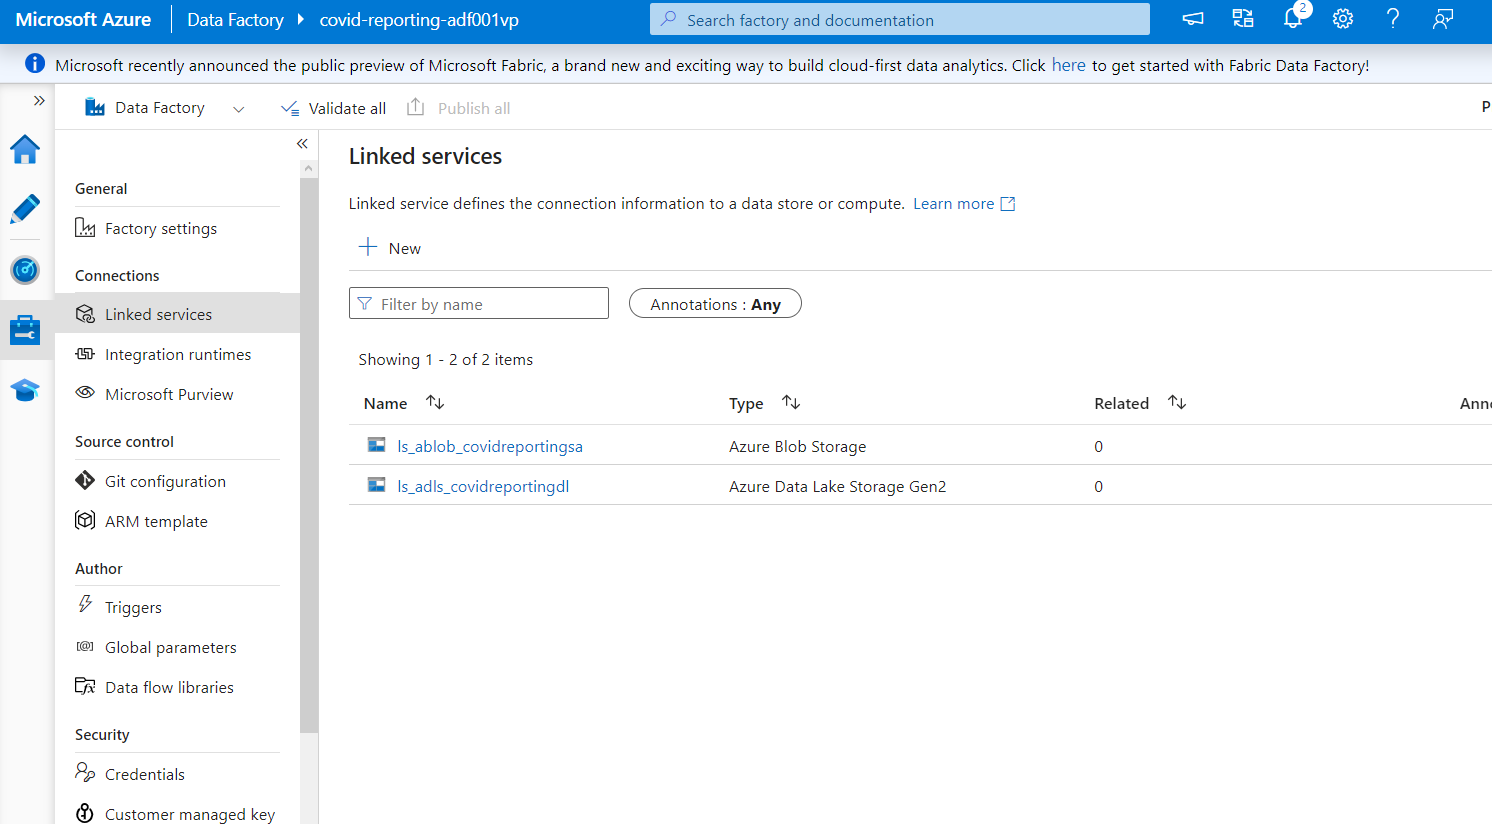 Microsoft Azure Data Factory covid-reporting-adf001vp Search factory and documentation 2
Microsoft recently announced the public preview of Microsoft Fabric, a brand new and exciting way to build cloud-first data analytics. Click here to get started with Fabric Data Factory!
Data Factory Validate all Publish all P
General
Factory settings
Connections
Linked services
Integration runtimes
Microsoft Purview
Source control
Git configuration
ARM template
Author
Triggers
Global parameters
Data flow libraries
Security
Credentials
Customer managed key
Linked services
Linked service defines the connection information to a data store or compute. Learn more
New
Filter by name Annotations : Any
Showing 1 - 2 of 2 items
Name Type Related Anno
ls_ablob_covidreportingsa Azure Blob Storage 0
ls_adls_covidreportingdl Azure Data Lake Storage Gen2 0